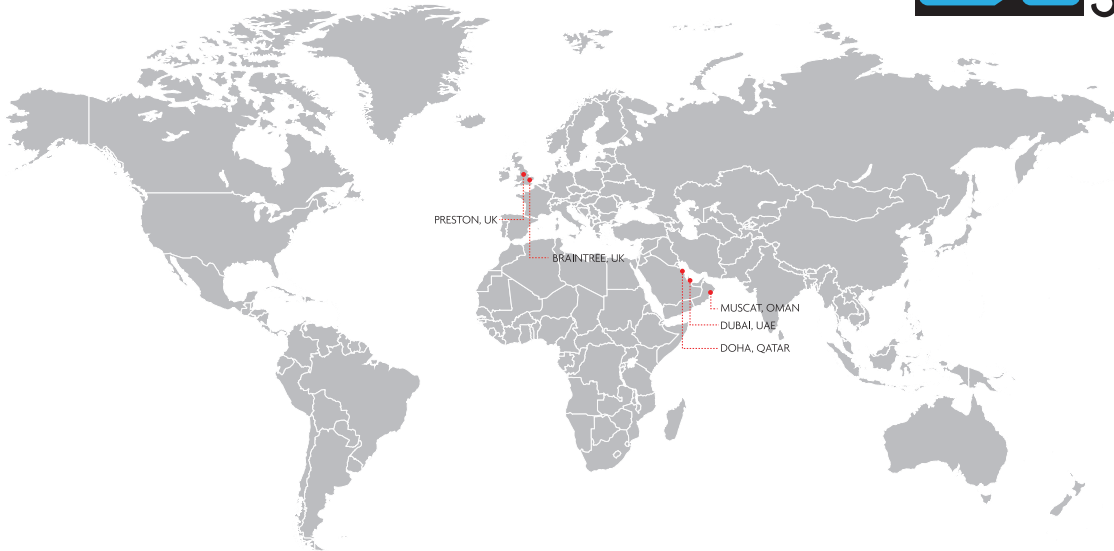 PRESTON, UK
BRAINTREE, UK
MUSCAT, OMAN
DUBAI, UAE
DOHA, QATAR